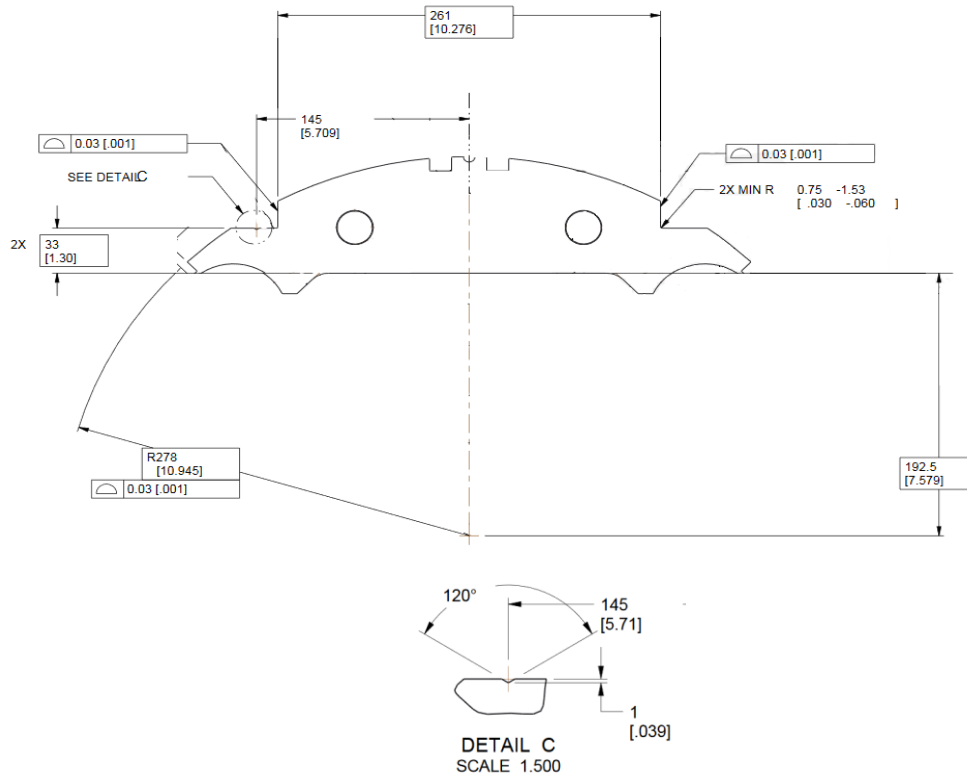 261
[10.276]
145
[5.709]
0.03 [.001]
0.03 [.001]
SEE DETAILC
2X MIN R 0.75 -1.53
[ .030 -.060 ]
2X 33
[1.30]
R278
[10.945]
0.03 [.001]
192.5
[7.579]
120°
145
[5.71]
1
[.039]
DETAIL C
SCALE 1.500